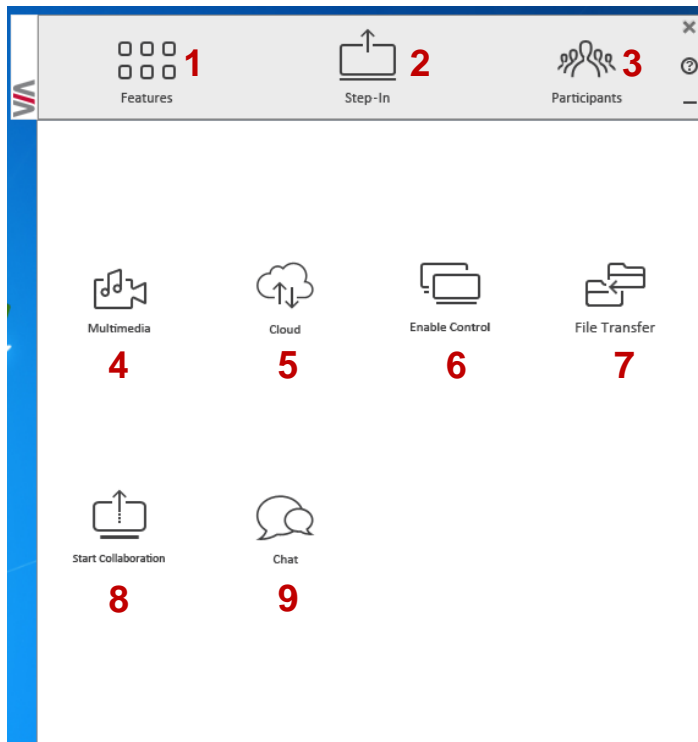 1
2
3
Features
Step-In
Participants
VIA
Multimedia
Cloud
Enable Control
File Transfer
4
5
6
7
Start Collaboration
Chat
8
9